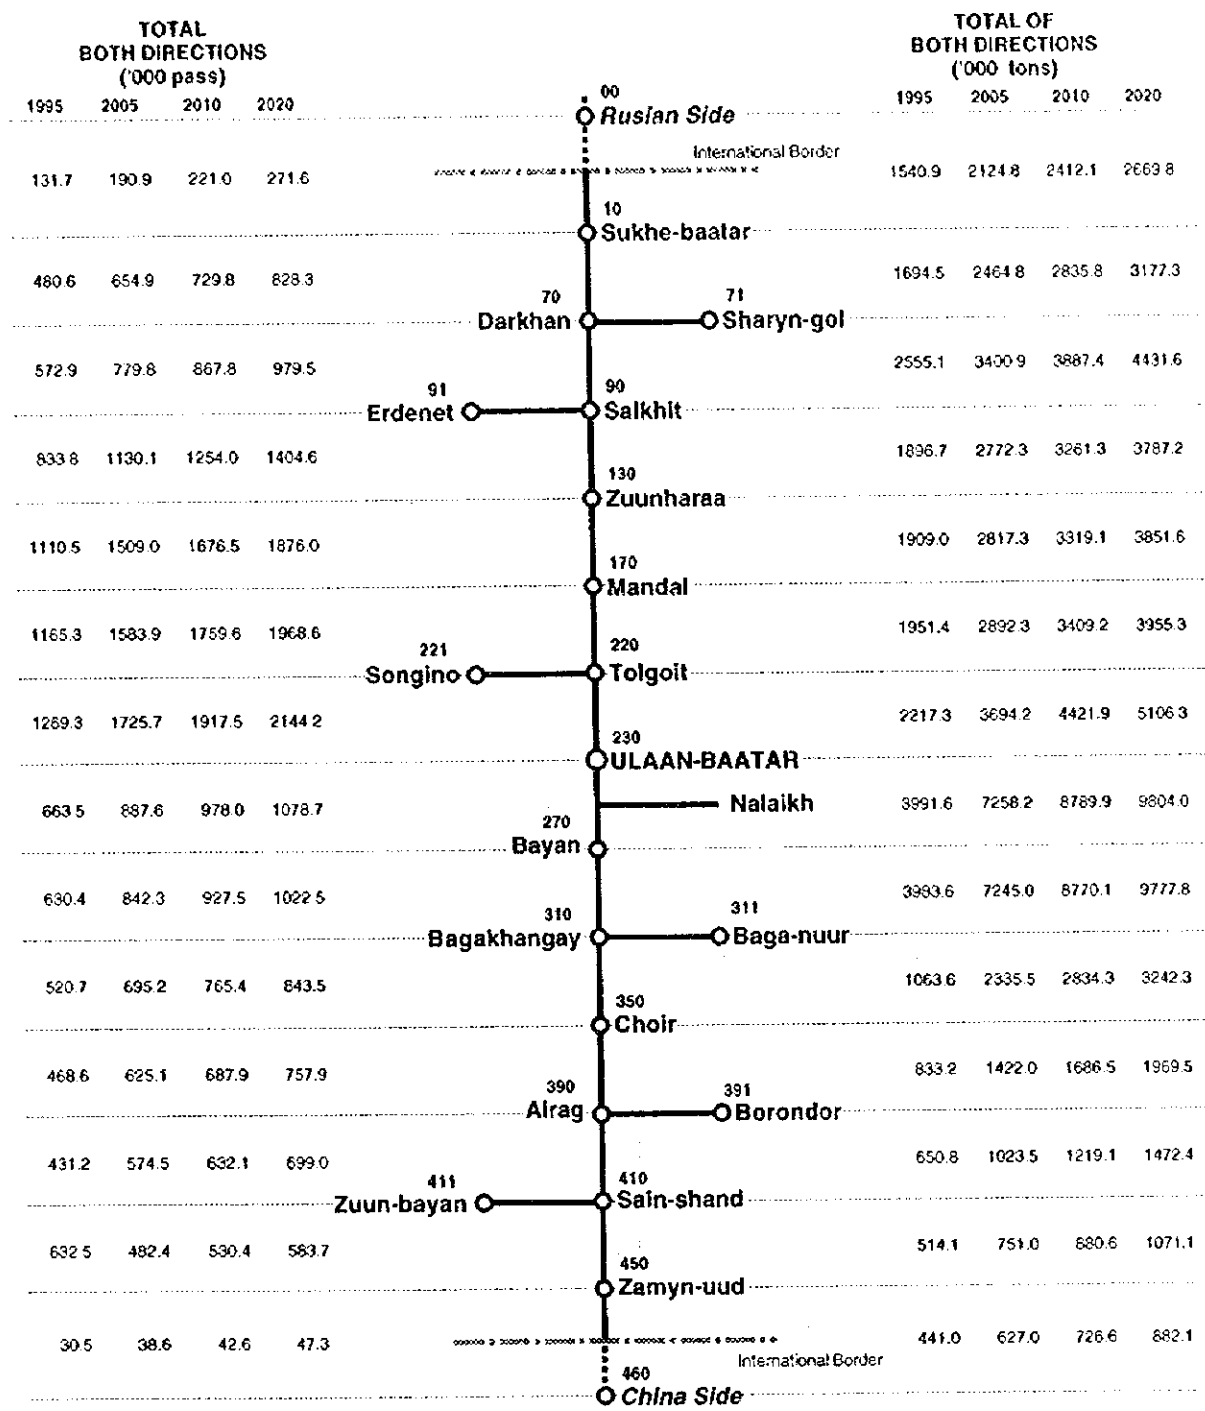 TOTAL
BOTH DIRECTIONS
('000 pass)
1995 2005 2010 2020
TOTAL OF
BOTH DIRECTIONS
('000 tons)
1995 2005 2010 2020
00
Rusian Side
International Border
131.7 190.9 221.0 271.6
1540.9 2124.8 2412.1 2669.8
10
Sukhe-baatar
480.6 654.9 729.8 828.3
1694.5 2464.8 2835.8 3177.3
70 71
Darkhan Sharyn-gol
572.9 779.8 867.8 979.5
2555.1 3400.9 3887.4 4431.6
91 90
Erdenet Salkhit
833.8 1130.1 1254.0 1404.6
1896.7 2772.3 3261.3 3787.2
130
Zuunharaa
1110.5 1509.0 1676.5 1876.0
1909.0 2817.3 3319.1 3851.6
170
Mandal
1165.3 1583.9 1759.6 1968.6
1951.4 2892.3 3409.2 3955.3
221 220
Songino Tolgoit
1269.3 1725.7 1917.5 2144.2
2217.3 3694.2 4421.9 5106.3
230
ULAAN-BAATAR
663.5 887.6 978.0 1078.7
Nalaikh
3991.6 7258.2 8789.9 9804.0
270
Bayan
630.4 842.3 927.5 1022.5
3983.6 7245.0 8770.1 9777.8
310 311
Bagakhangay Baga-nuur
520.7 695.2 765.4 843.5
1063.6 2335.5 2834.3 3242.3
350
Choir
468.6 625.1 687.9 757.9
833.2 1422.0 1686.5 1969.5
390 391
Airag Borondor
431.2 574.5 632.1 699.0
650.8 1023.5 1219.1 1472.4
411 410
Zuun-bayan Sain-shand
632.5 482.4 530.4 583.7
514.1 751.0 880.6 1071.1
450
Zamyn-uud
30.5 38.6 42.6 47.3
441.0 627.0 726.6 882.1
International Border
460
China Side